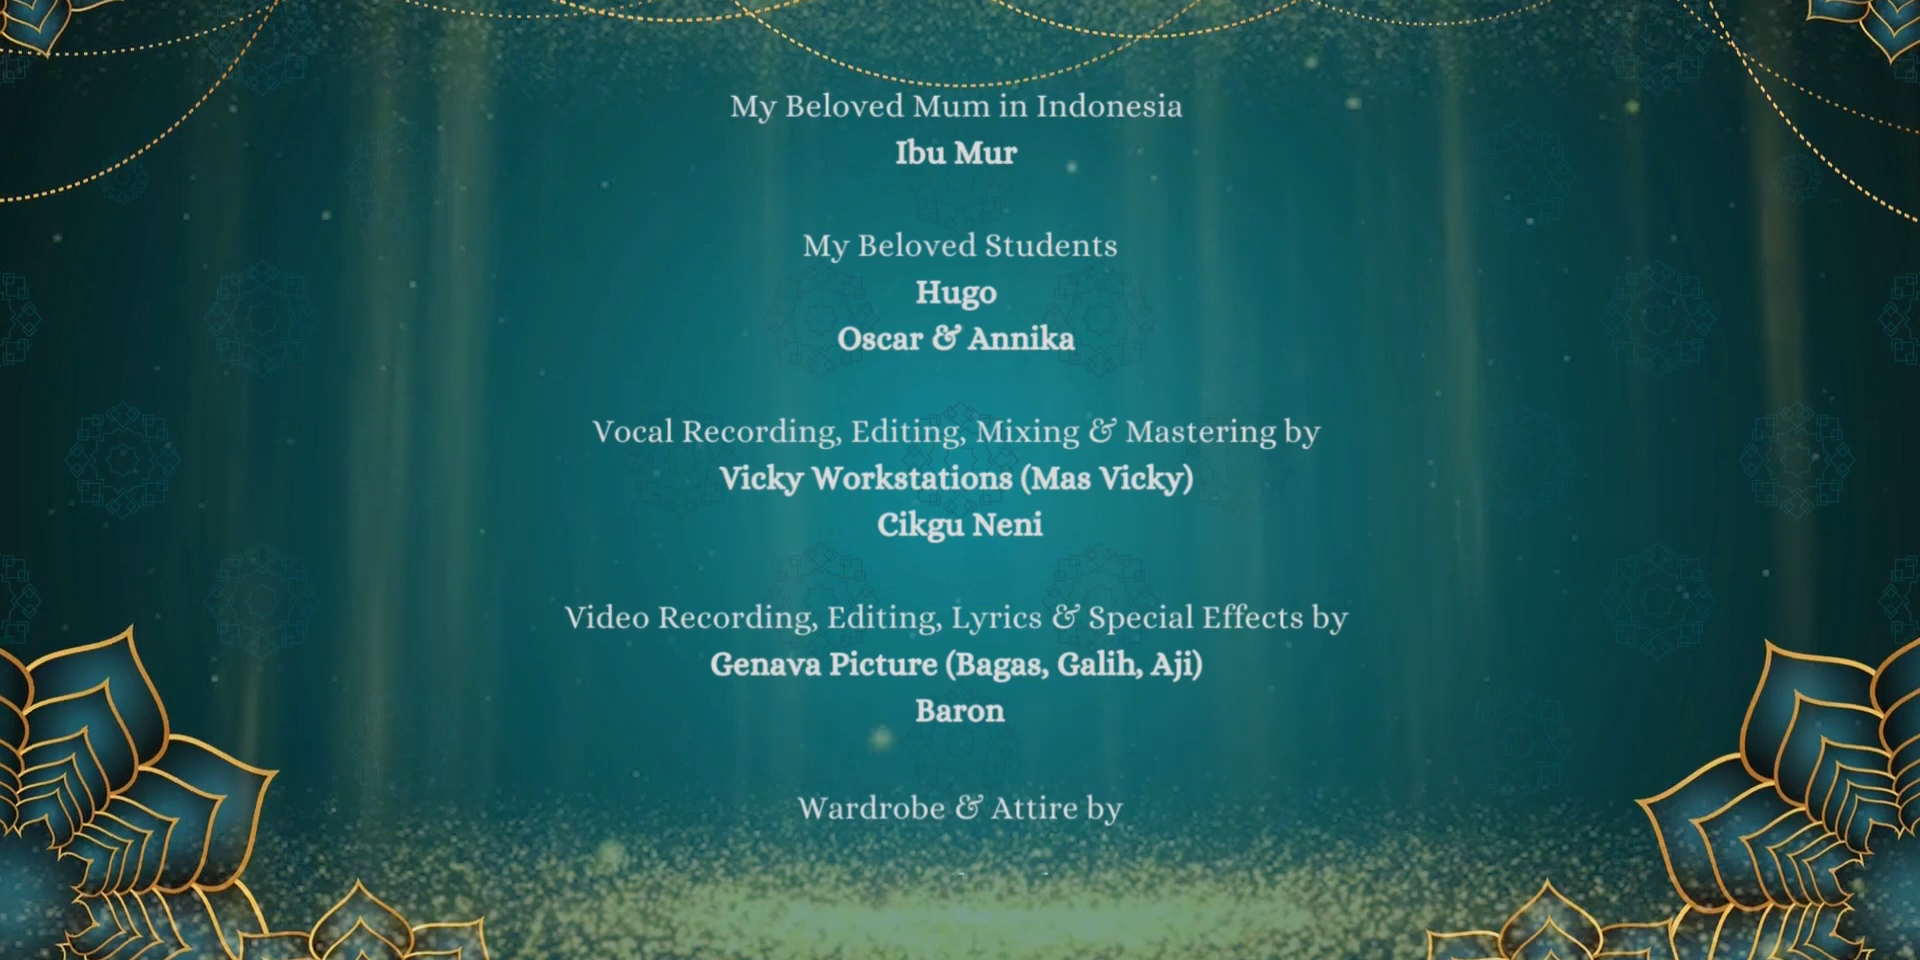 My Beloved Mum in Indonesia
Ibu Mur
My Beloved Students
Hugo
Oscar & Annika
Vocal Recording, Editing, Mixing & Mastering by
Vicky Workstations (Mas Vicky)
Cikgu Neni
Video Recording, Editing, Lyrics & Special Effects by
Genava Picture (Bagas, Galih, Aji)
Baron
Wardrobe & Attire by